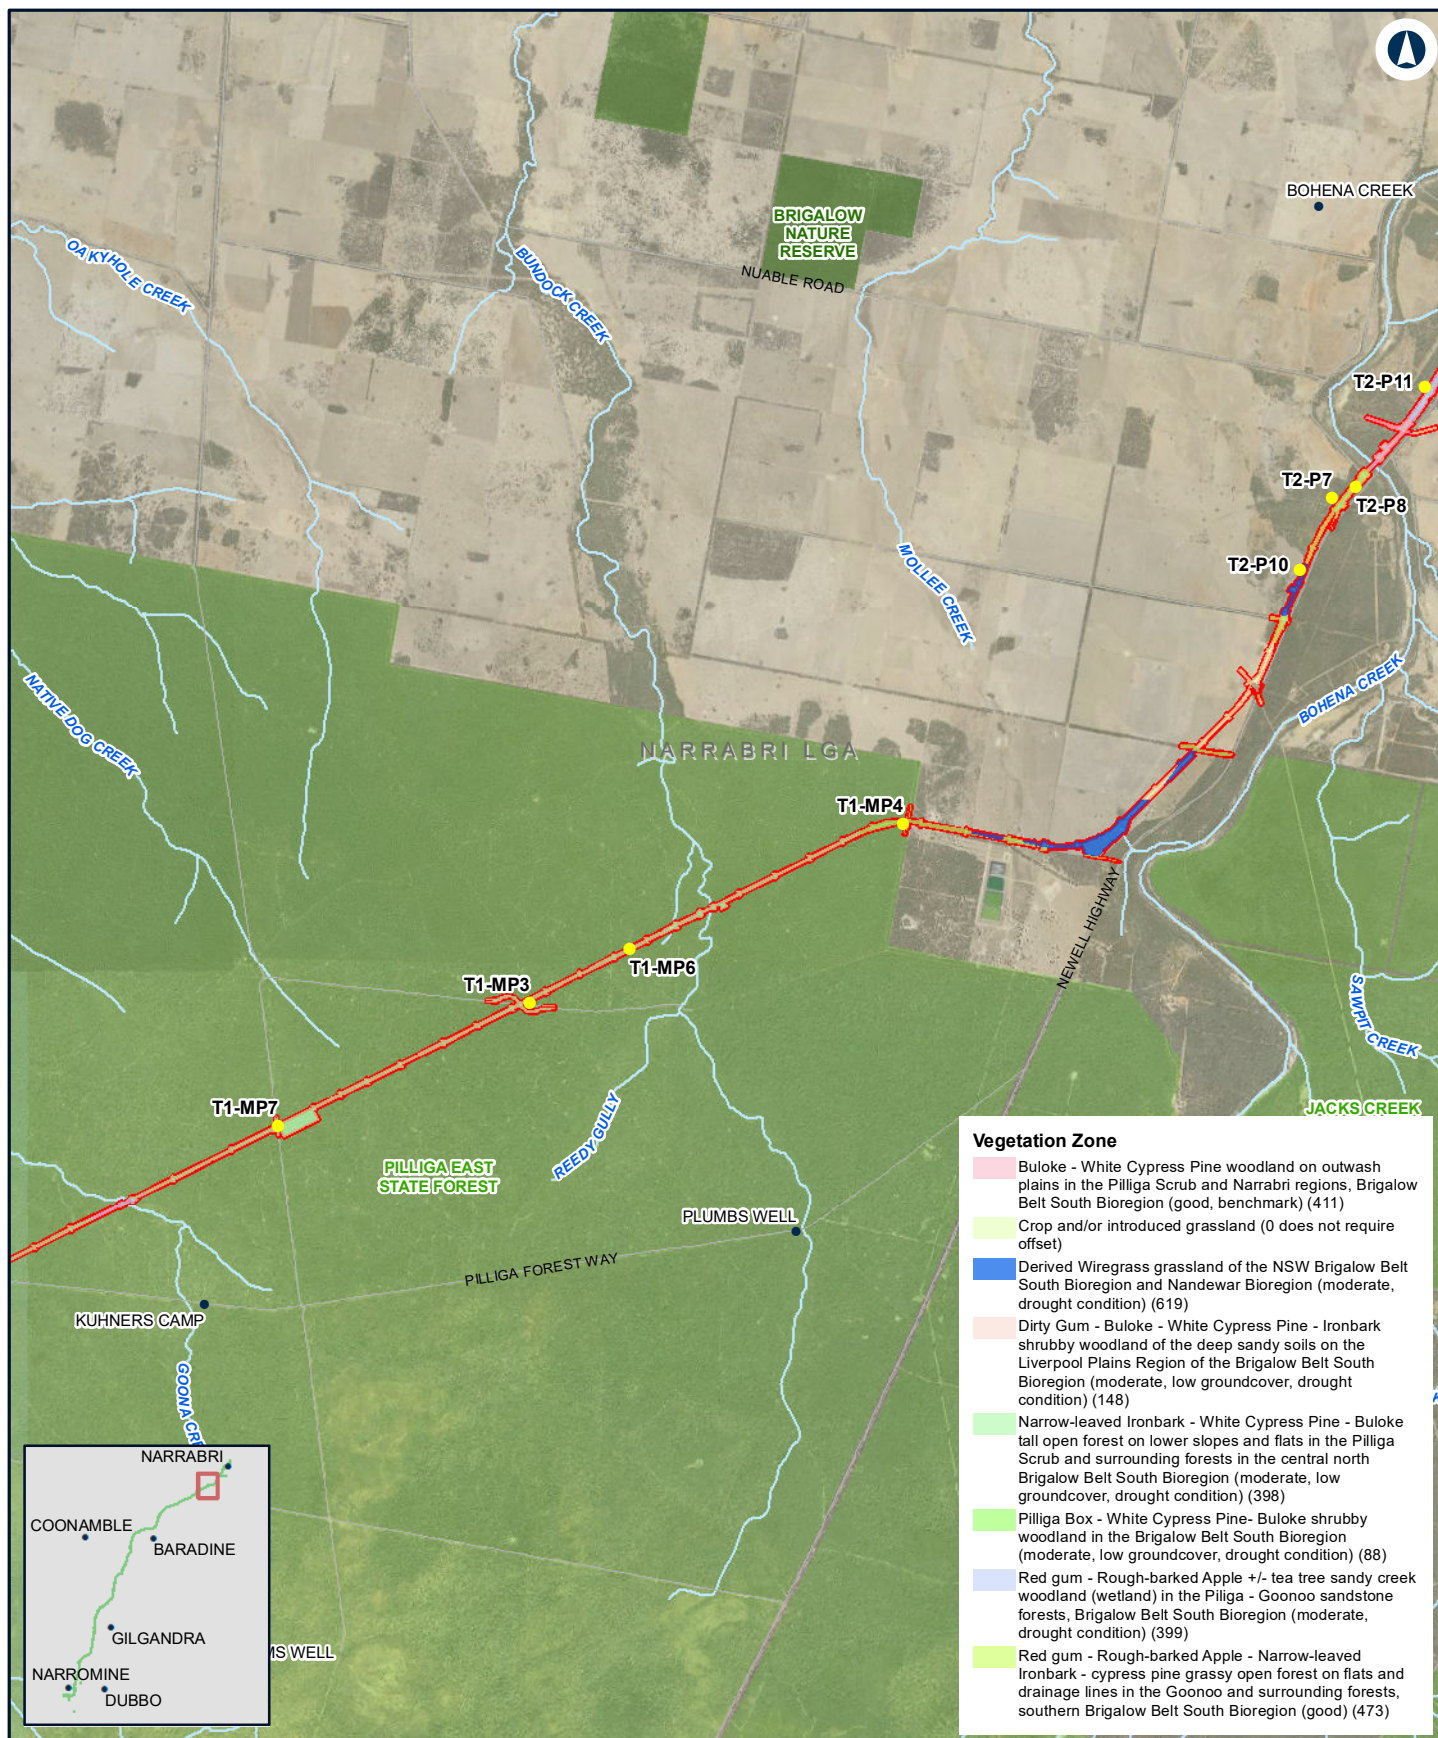 BOHENA CREEK
BRIGALOW
NATURE
RESERVE
NUABLE ROAD
OAKYHOLE CREEK
BUNDOCK CREEK
T2-P11
T2-P7
T2-P8
T2-P10
MOLLEE CREEK
BOHENA CREEK
NATIVE DOG CREEK
NARRABRI LGA
T1-MP4
NEWELL HIGHWAY
T1-MP6
T1-MP3
SAWPIT CREEK
T1-MP7
REEDY GULLY
JACKS CREEK
PILLIGA EAST
STATE FOREST
PLUMBS WELL
PILLIGA FOREST WAY
KUHNERS CAMP
GOONA CRE
MS WELL
NARRABRI
COONAMBLE
BARADINE
GILGANDRA
NARROMINE
DUBBO
Vegetation Zone
Buloke - White Cypress Pine woodland on outwash
plains in the Pilliga Scrub and Narrabri regions, Brigalow
Belt South Bioregion (good, benchmark) (411)
Crop and/or introduced grassland (0 does not require
offset)
Derived Wiregrass grassland of the NSW Brigalow Belt
South Bioregion and Nandewar Bioregion (moderate,
drought condition) (619)
Dirty Gum - Buloke - White Cypress Pine - Ironbark
shrubby woodland of the deep sandy soils on the
Liverpool Plains Region of the Brigalow Belt South
Bioregion (moderate, low groundcover, drought
condition) (148)
Narrow-leaved Ironbark - White Cypress Pine - Buloke
tall open forest on lower slopes and flats in the Pilliga
Scrub and surrounding forests in the central north
Brigalow Belt South Bioregion (moderate, low
groundcover, drought condition) (398)
Pilliga Box - White Cypress Pine- Buloke shrubby
woodland in the Brigalow Belt South Bioregion
(moderate, low groundcover, drought condition) (88)
Red gum - Rough-barked Apple +/- tea tree sandy creek
woodland (wetland) in the Piliga - Goonoo sandstone
forests, Brigalow Belt South Bioregion (moderate,
drought condition) (399)
Red gum - Rough-barked Apple - Narrow-leaved
Ironbark - cypress pine grassy open forest on flats and
drainage lines in the Goonoo and surrounding forests,
southern Brigalow Belt South Bioregion (good) (473)